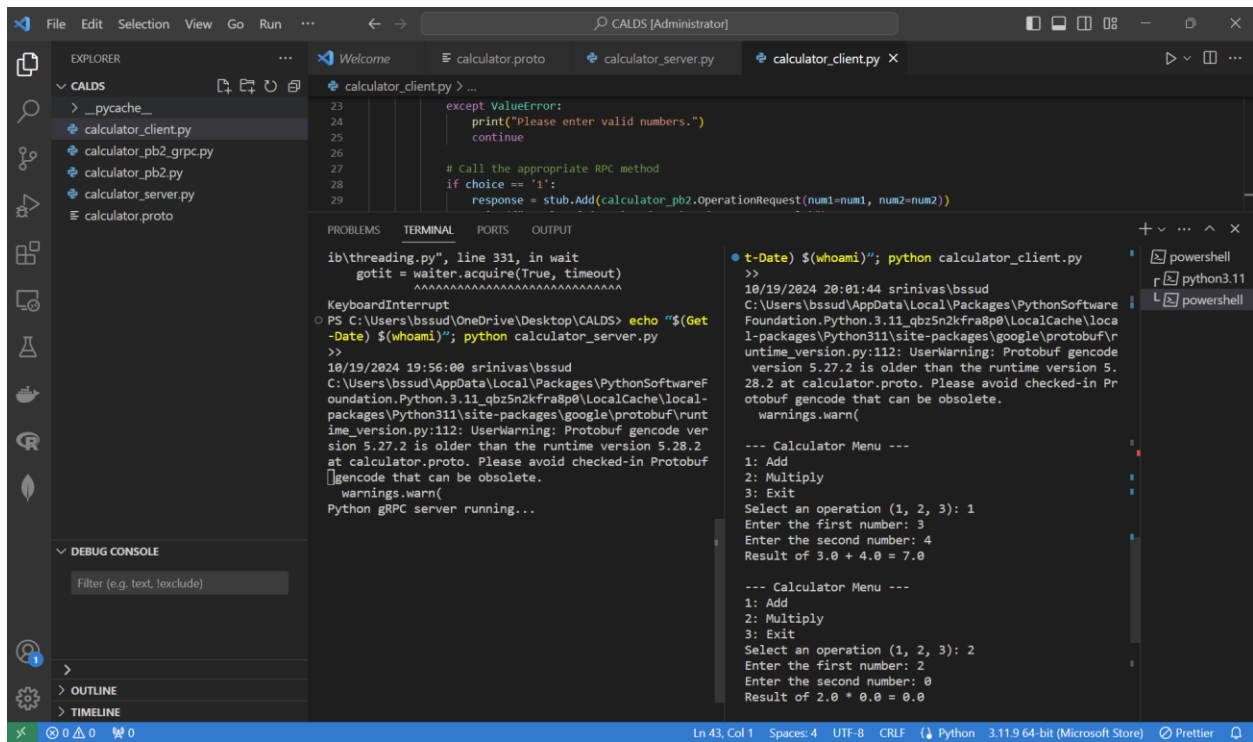 File Edit Selection View Go Run ··· ← → CALDS [Administrator]
EXPLORER ···
CALDS
__pycache__
calculator_client.py
calculator_pb2_grpc.py
calculator_pb2.py
calculator_server.py
calculator.proto
DEBUG CONSOLE
Filter (e.g. text, !exclude)
>
OUTLINE
TIMELINE
Welcome calculator.proto calculator_server.py calculator_client.py
calculator_client.py > ...
23 except ValueError:
24 print("Please enter valid numbers.")
25 continue
26
27 # Call the appropriate RPC method
28 if choice == '1':
29 response = stub.Add(calculator_pb2.OperationRequest(num1=num1, num2=num2))
PROBLEMS TERMINAL PORTS OUTPUT
ib\threading.py", line 331, in wait
gotit = waiter.acquire(True, timeout)
^^^^^^^^^^^^^^^^^^^^^^^^^^^^^
KeyboardInterrupt
PS C:\Users\bssud\OneDrive\Desktop\CALDS> echo “$(Get
-Date) $(whoami)”; python calculator_server.py
>>
10/19/2024 19:56:00 srinivas\bssud
C:\Users\bssud\AppData\Local\Packages\PythonSoftwareF
oundation.Python.3.11_qbz5n2kfra8p0\LocalCache\local-
packages\Python311\site-packages\google\protobuf\runt
ime_version.py:112: UserWarning: Protobuf gencode ver
sion 5.27.2 is older than the runtime version 5.28.2
at calculator.proto. Please avoid checked-in Protobuf
gencode that can be obsolete.
warnings.warn(
Python gRPC server running...
t-Date) $(whoami)”; python calculator_client.py
>>
10/19/2024 20:01:44 srinivas\bssud
C:\Users\bssud\AppData\Local\Packages\PythonSoftware
Foundation.Python.3.11_qbz5n2kfra8p0\LocalCache\loca
l-packages\Python311\site-packages\google\protobuf\r
untime_version.py:112: UserWarning: Protobuf gencode
version 5.27.2 is older than the runtime version 5.
28.2 at calculator.proto. Please avoid checked-in Pr
otobuf gencode that can be obsolete.
warnings.warn(
--- Calculator Menu ---
1: Add
2: Multiply
3: Exit
Select an operation (1, 2, 3): 1
Enter the first number: 3
Enter the second number: 4
Result of 3.0 + 4.0 = 7.0
--- Calculator Menu ---
1: Add
2: Multiply
3: Exit
Select an operation (1, 2, 3): 2
Enter the first number: 2
Enter the second number: 0
Result of 2.0 * 0.0 = 0.0
powershell
python3.11
powershell
1
0 0 0 Ln 43, Col 1 Spaces: 4 UTF-8 CRLF Python 3.11.9 64-bit (Microsoft Store) Prettier